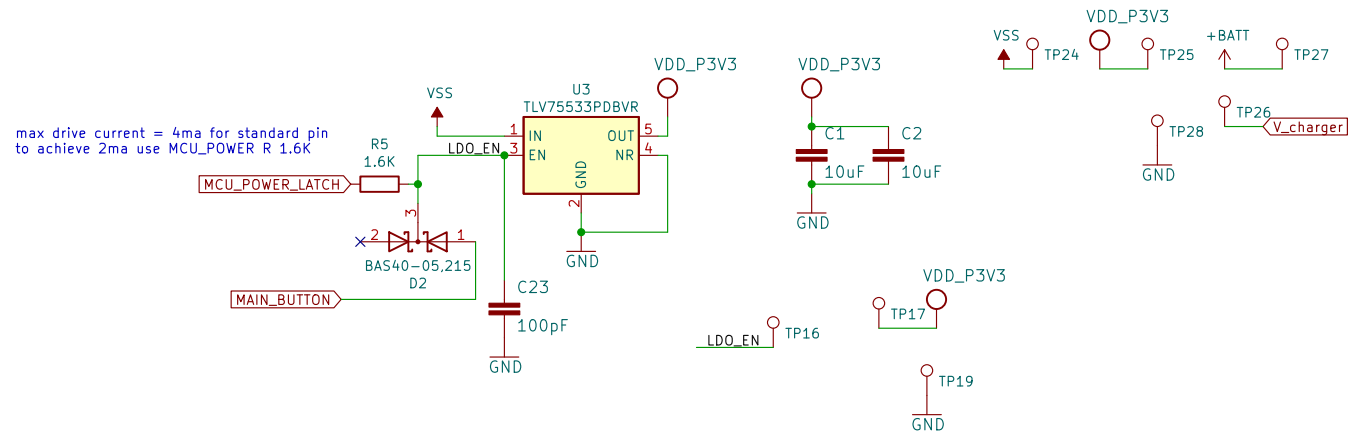 max drive current = 4ma for standard pin
to achieve 2ma use MCU_POWER R 1.6K
R5
1.6K
MCU_POWER_LATCH
MAIN_BUTTON
3
2
1
BAS40-05,215
D2
VSS
LDO_EN
U3
TLV75533PDBVR
1
IN
3
EN
OUT
5
NR
4
GND
2
GND
VDD_P3V3
C23
100pF
GND
VDD_P3V3
C1
10uF
C2
10uF
GND
LDO_EN
TP16
VDD_P3V3
TP17
TP19
GND
VSS
TP24
VDD_P3V3
TP25
+BATT
TP27
TP26
V_charger
TP28
GND